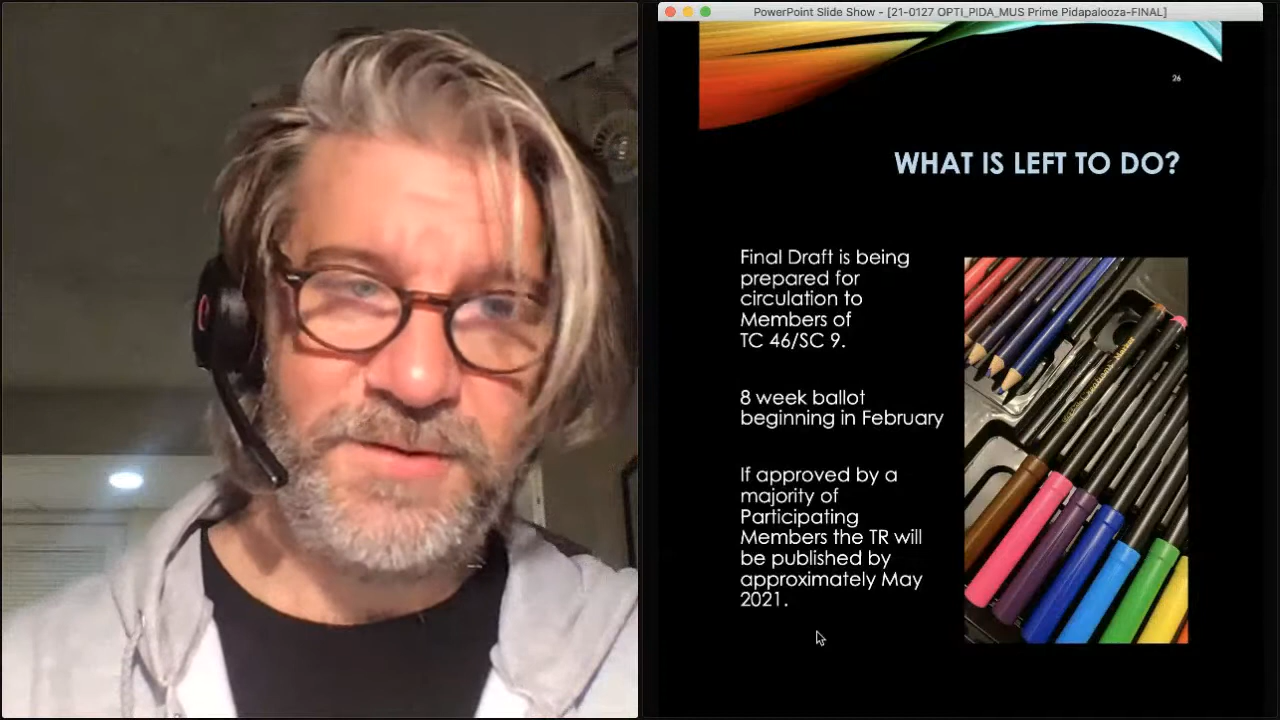 PowerPoint Slide Show - [21-0127 OPTI_PIDA_MUS Prime Pidapalooza-FINAL]
26
WHAT IS LEFT TO DO?
Final Draft is being
prepared for
circulation to
Members of
TC 46/SC 9.
8 week ballot
beginning in February
If approved by a
majority of
Participating
Members the TR will
be published by
approximately May
2021.